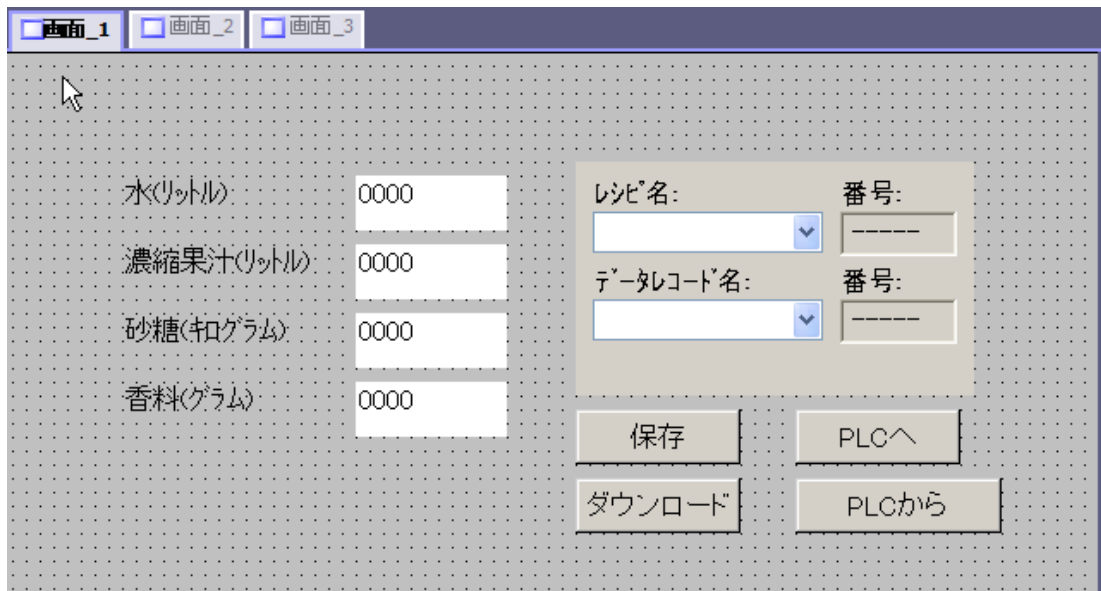 画面_1 画面_2 画面_3
水(リットル) 0000
濃縮果汁(リットル) 0000
砂糖(キログラム) 0000
香料(グラム) 0000
レシピ名: 番号:
-----
データレコード名: 番号:
-----
保存 PLCへ
ダウンロード PLCから